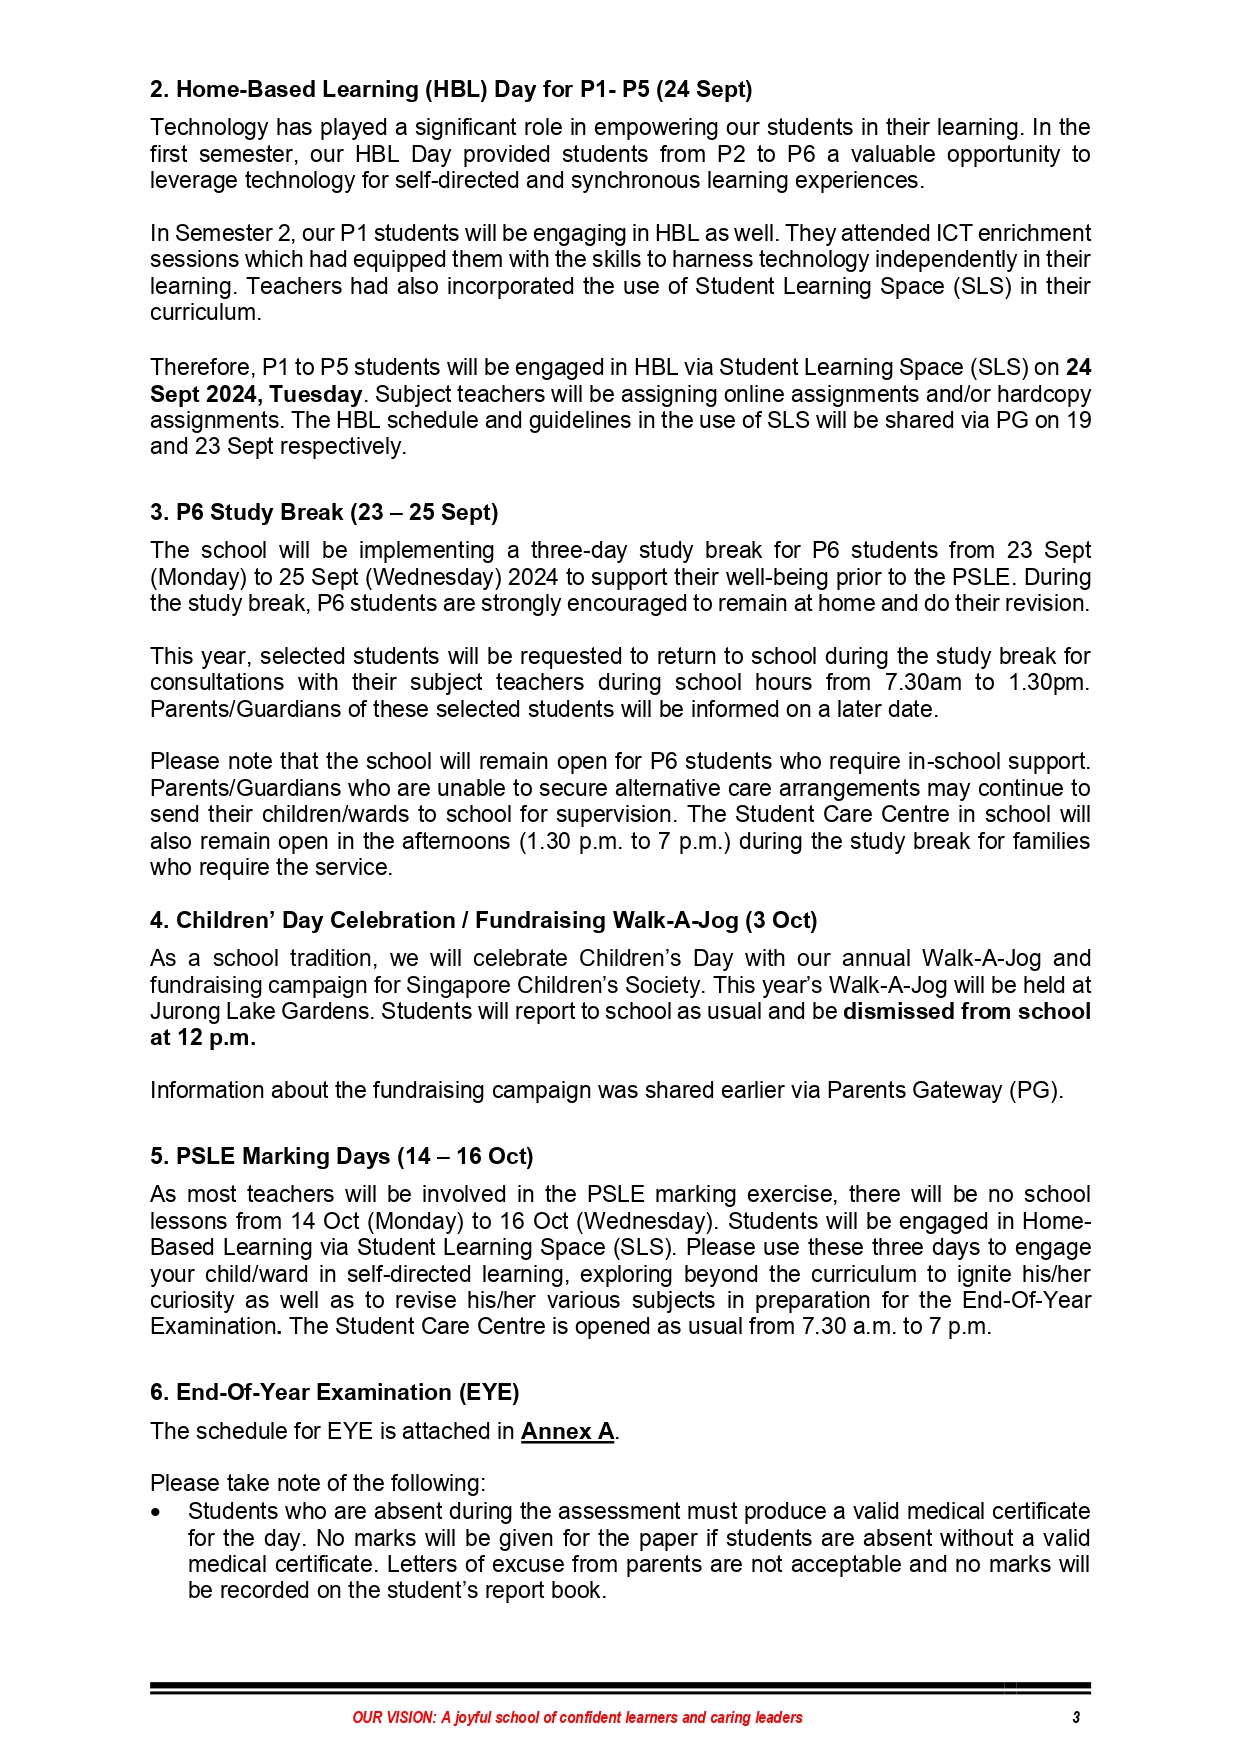 2. Home-Based Learning (HBL) Day for P1- P5 (24 Sept)
Technology has played a significant role in empowering our students in their learning. In the
first semester, our HBL Day provided students from P2 to P6 a valuable opportunity to
leverage technology for self-directed and synchronous learning experiences.
In Semester 2, our P1 students will be engaging in HBL as well. They attended ICT enrichment
sessions which had equipped them with the skills to harness technology independently in their
learning. Teachers had also incorporated the use of Student Learning Space (SLS) in their
curriculum.
Therefore, P1 to P5 students will be engaged in HBL via Student Learning Space (SLS) on 24
Sept 2024, Tuesday. Subject teachers will be assigning online assignments and/or hardcopy
assignments. The HBL schedule and guidelines in the use of SLS will be shared via PG on 19
and 23 Sept respectively.
3. P6 Study Break (23 – 25 Sept)
The school will be implementing a three-day study break for P6 students from 23 Sept
(Monday) to 25 Sept (Wednesday) 2024 to support their well-being prior to the PSLE. During
the study break, P6 students are strongly encouraged to remain at home and do their revision.
This year, selected students will be requested to return to school during the study break for
consultations with their subject teachers during school hours from 7.30am to 1.30pm.
Parents/Guardians of these selected students will be informed on a later date.
Please note that the school will remain open for P6 students who require in-school support.
Parents/Guardians who are unable to secure alternative care arrangements may continue to
send their children/wards to school for supervision. The Student Care Centre in school will
also remain open in the afternoons (1.30 p.m. to 7 p.m.) during the study break for families
who require the service.
4. Children’ Day Celebration / Fundraising Walk-A-Jog (3 Oct)
As a school tradition, we will celebrate Children’s Day with our annual Walk-A-Jog and
fundraising campaign for Singapore Children’s Society. This year’s Walk-A-Jog will be held at
Jurong Lake Gardens. Students will report to school as usual and be dismissed from school
at 12 p.m.
Information about the fundraising campaign was shared earlier via Parents Gateway (PG).
5. PSLE Marking Days (14 – 16 Oct)
As most teachers will be involved in the PSLE marking exercise, there will be no school
lessons from 14 Oct (Monday) to 16 Oct (Wednesday). Students will be engaged in Home-
Based Learning via Student Learning Space (SLS). Please use these three days to engage
your child/ward in self-directed learning, exploring beyond the curriculum to ignite his/her
curiosity as well as to revise his/her various subjects in preparation for the End-Of-Year
Examination. The Student Care Centre is opened as usual from 7.30 a.m. to 7 p.m.
6. End-Of-Year Examination (EYE)
The schedule for EYE is attached in Annex A.
Please take note of the following:
• Students who are absent during the assessment must produce a valid medical certificate
for the day. No marks will be given for the paper if students are absent without a valid
medical certificate. Letters of excuse from parents are not acceptable and no marks will
be recorded on the student’s report book.
OUR VISION: A joyful school of confident learners and caring leaders 3